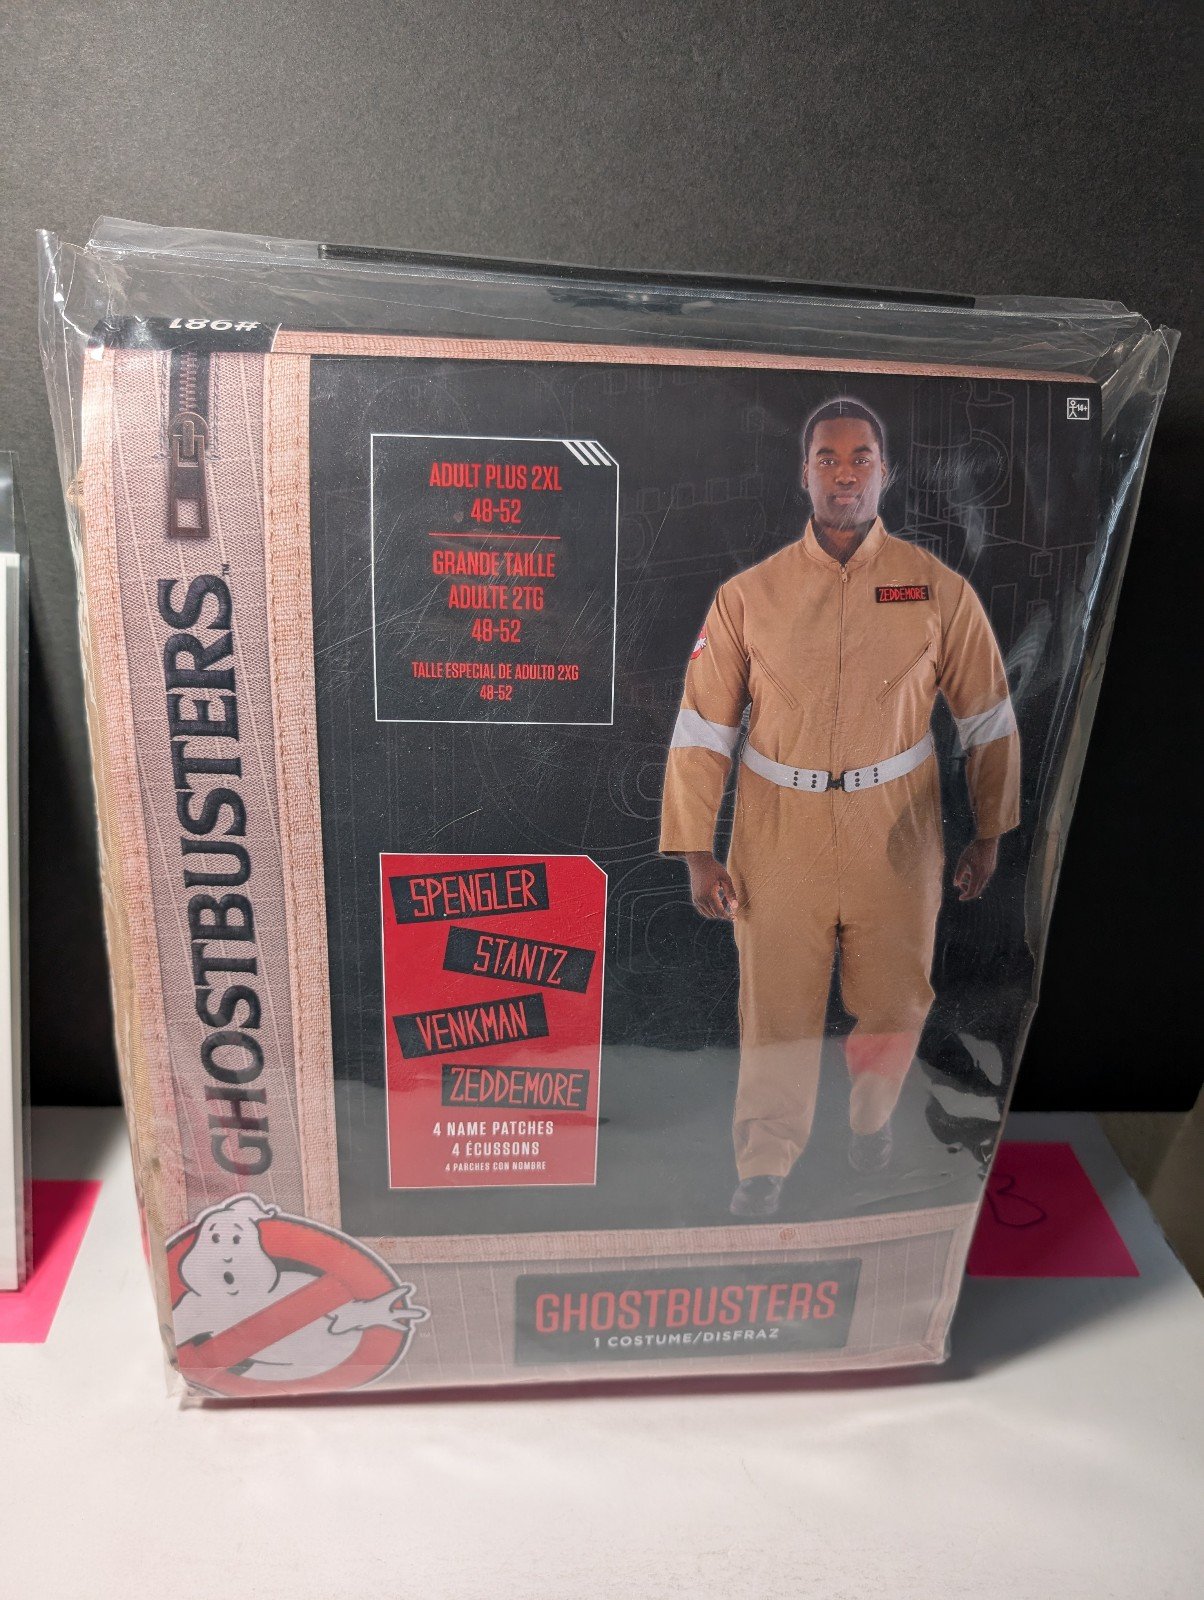 #981
GHOSTBUSTERS™
14+
ADULT PLUS 2XL
48-52
GRANDE TAILLE
ADULTE 2TG
48-52
TALLE ESPECIAL DE ADULTO 2XG
48-52
ZEDDEMORE
SPENGLER
STANTZ
VENKMAN
ZEDDEMORE
4 NAME PATCHES
4 ÉCUSSONS
4 PARCHES CON NOMBRE
GHOSTBUSTERS
1 COSTUME/DISFRAZ